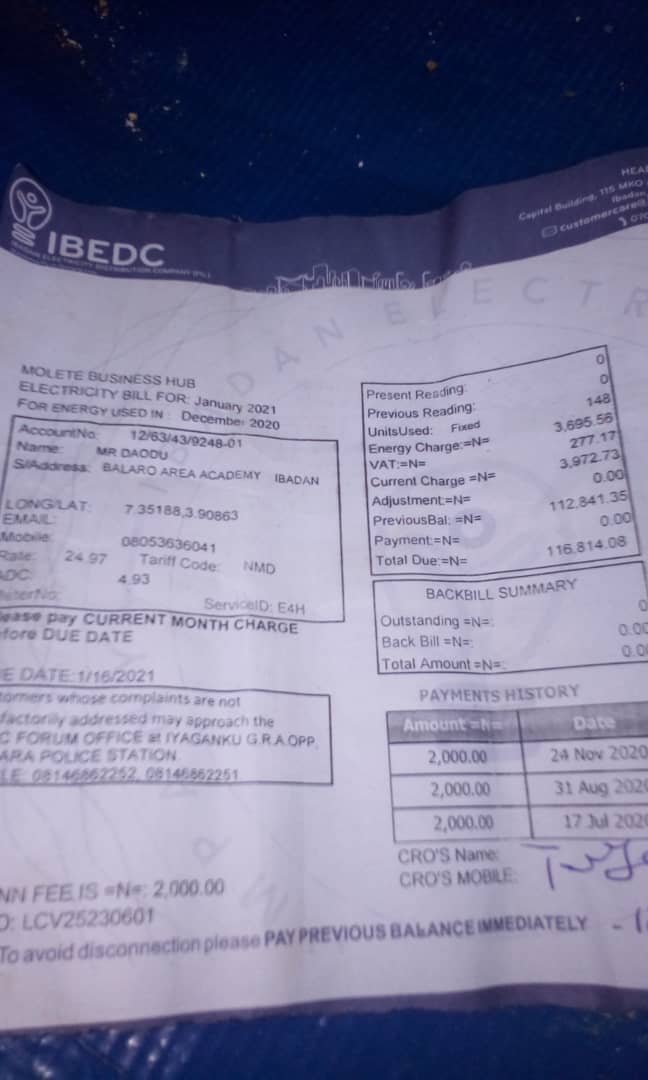 HEA
Capital Building, 115 MKO
Ibadan
customercare@
IBEDC
IBADAN ELECTRICITY DISTRIBUTION COMPANY (PLC)
DAN ELECTR
MOLETE BUSINESS HUB
ELECTRICITY BILL FOR: January 2021
FOR ENERGY USED IN : December 2020
AccountNo: 12/63/43/9248-01
Name: MR DAODU
S/Address: BALARO AREA ACADEMY IBADAN
LONG/LAT: 7.35188,3.90863
EMAIL:
Mobile: 08053636041
Rate: 24.97 Tariff Code: NMD
ADC: 4.93
MeterNo:
ServiceID: E4H
ease pay CURRENT MONTH CHARGE
efore DUE DATE
E DATE:1/16/2021
tomers whose complaints are not
factorily addressed may approach the
C FORUM OFFICE at IYAGANKU G.R.A.OPP.
ARA POLICE STATION.
LE: 08146862252, 08146862251
NN FEE IS =N=: 2,000.00
D: LCV25230601
To avoid disconnection please PAY PREVIOUS BALANCE IMMEDIATELY
Present Reading: 0
Previous Reading: 0
UnitsUsed: Fixed 148
Energy Charge:=N= 3,695.56
VAT:=N= 277.17
Current Charge =N= 3,972.73
Adjustment:=N= 0.00
PreviousBal: =N= 112,841.35
Payment:=N= 0.00
Total Due:=N= 116,814.08
BACKBILL SUMMARY
Outstanding =N=: 0
Back Bill =N=: 0.00
Total Amount =N=: 0.0
PAYMENTS HISTORY
Amount =N= Date
2,000.00 24 Nov 2020
2,000.00 31 Aug 202
2,000.00 17 Jul 202
CRO'S Name:
CRO'S MOBILE: